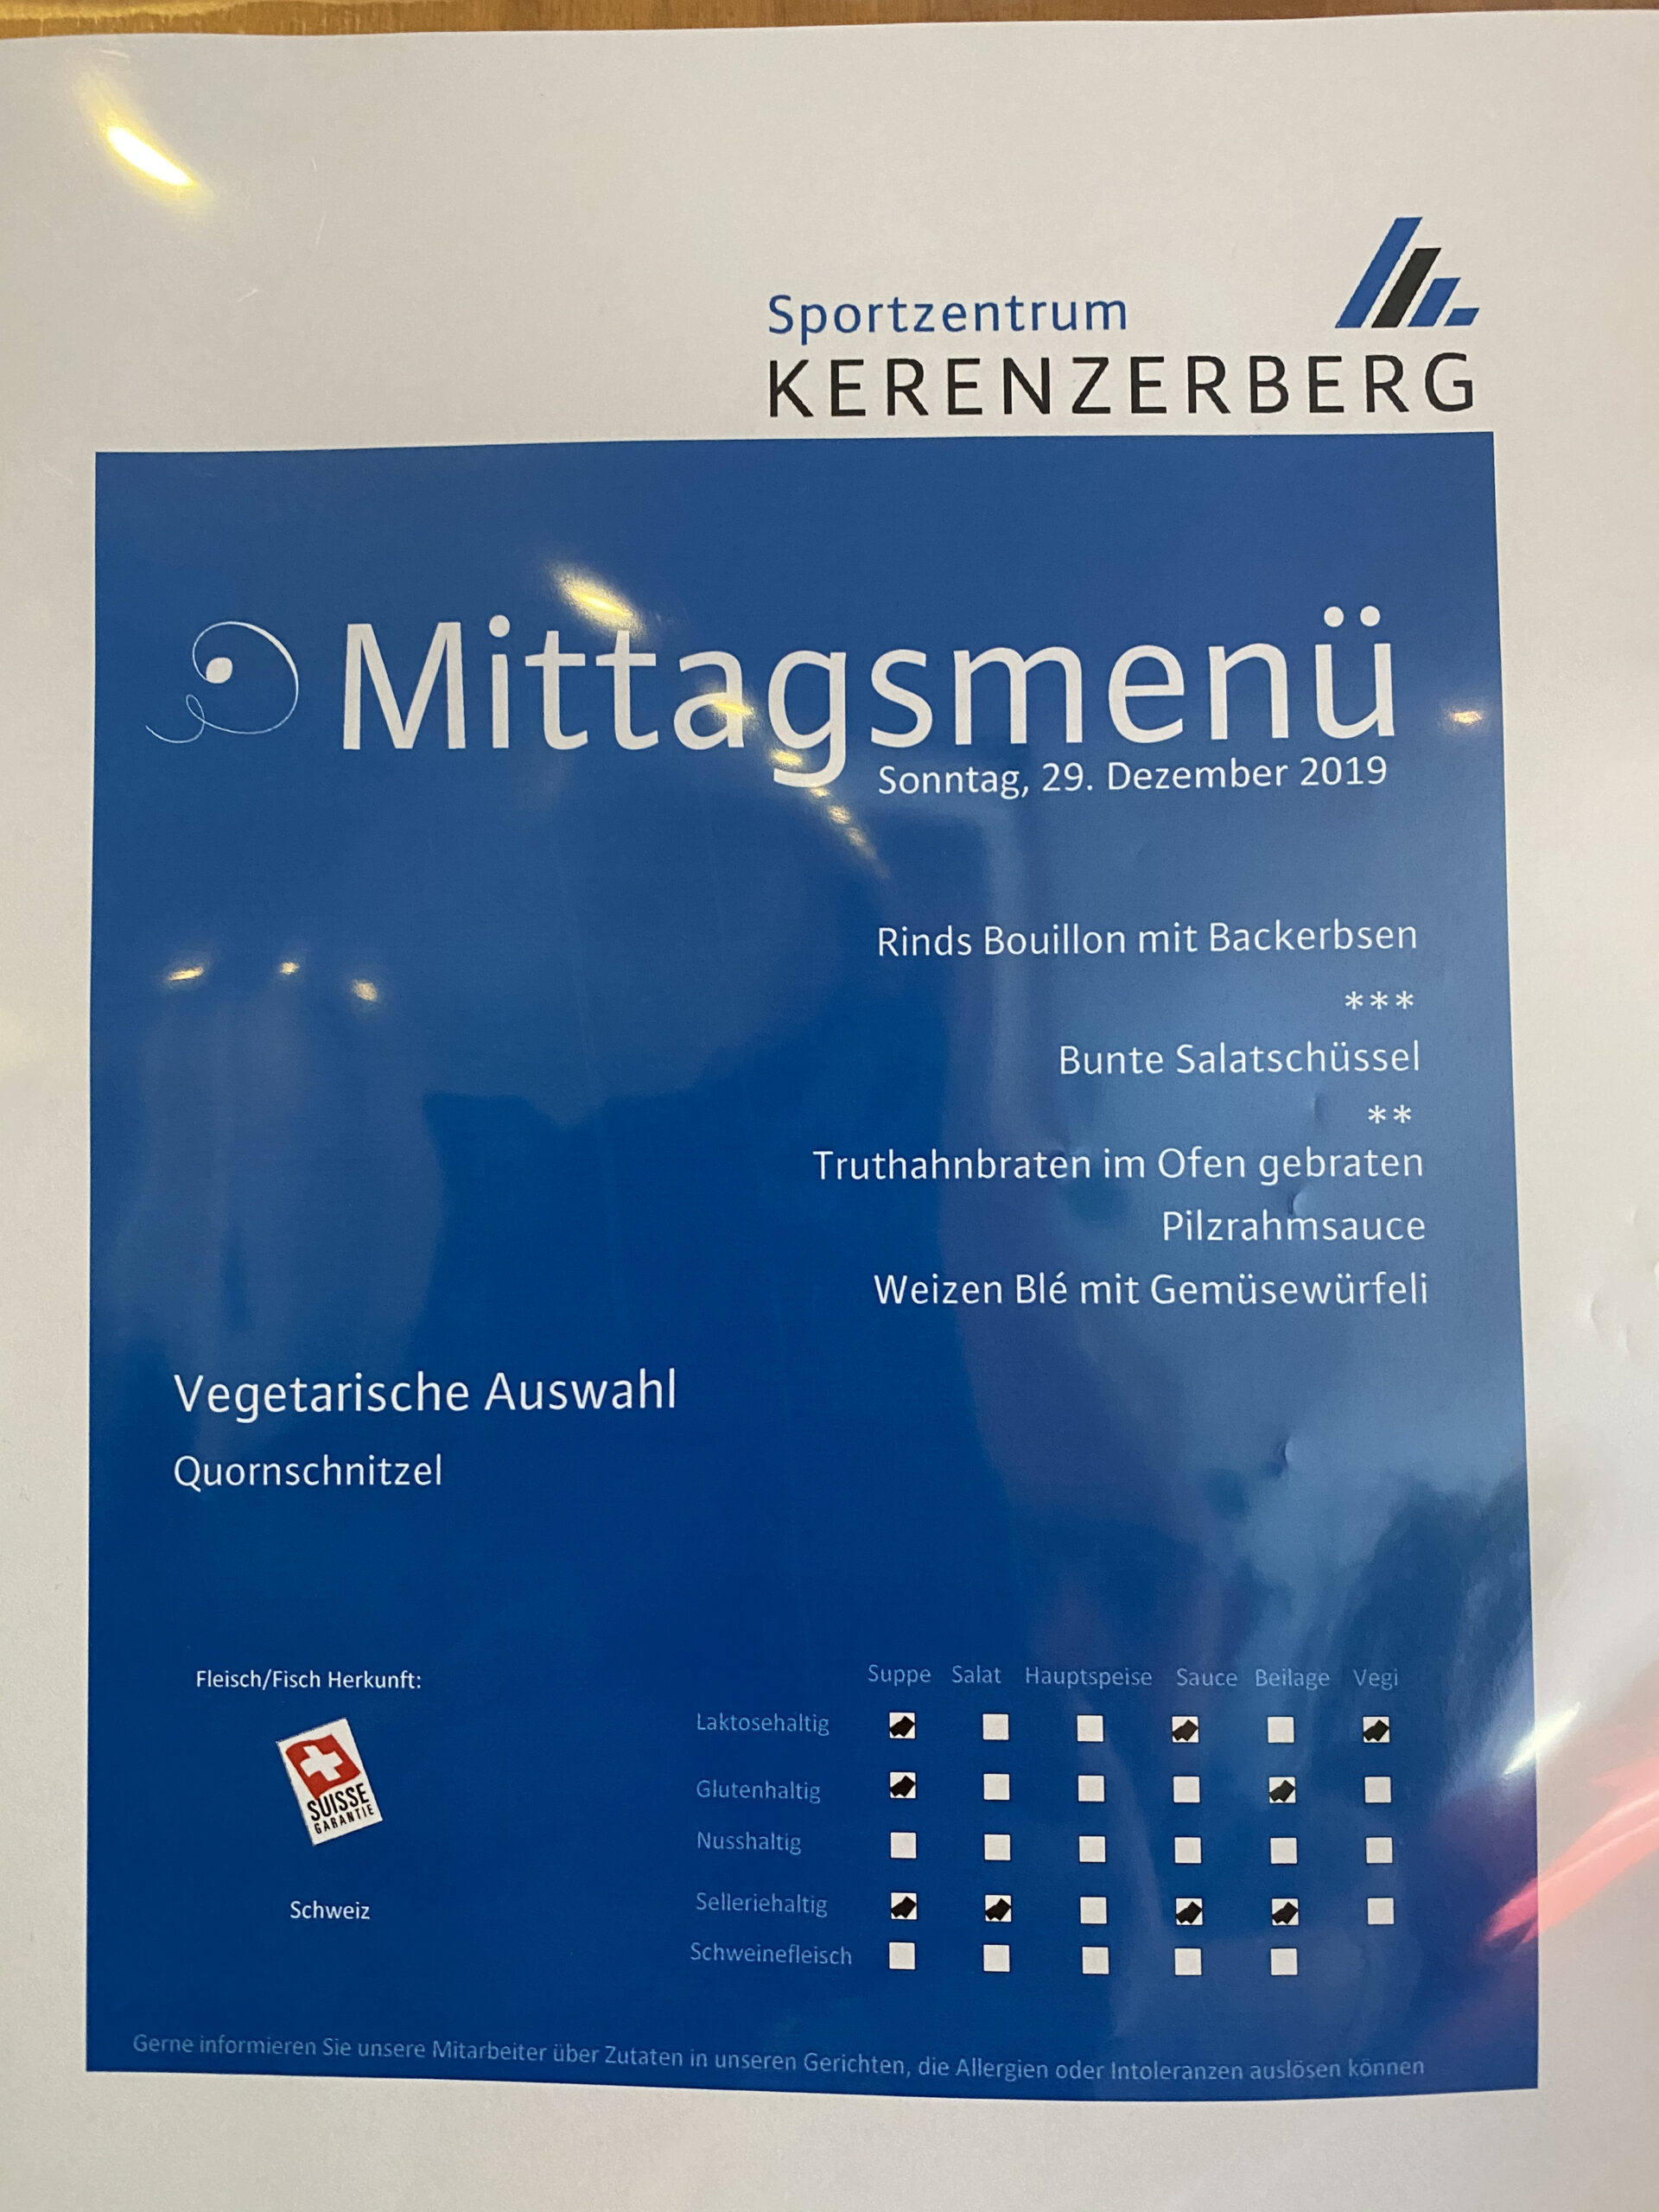 Sportzentrum
KERENZERBERG
Mittagsmenü
Sonntag, 29. Dezember 2019
Rinds Bouillon mit Backerbsen
***
Bunte Salatschüssel
**
Truthahnbraten im Ofen gebraten
Pilzrahmsauce
Weizen Blé mit Gemüsewürfeli
Vegetarische Auswahl
Quornschnitzel
Fleisch/Fisch Herkunft:
SUISSE
GARANTIE
Schweiz
Suppe Salat Hauptspeise Sauce Beilage Vegi
Laktosehaltig
Glutenhaltig
Nusshaltig
Selleriehaltig
Schweinefleisch
Gerne informieren Sie unsere Mitarbeiter über Zutaten in unseren Gerichten, die Allergien oder Intoleranzen auslösen können